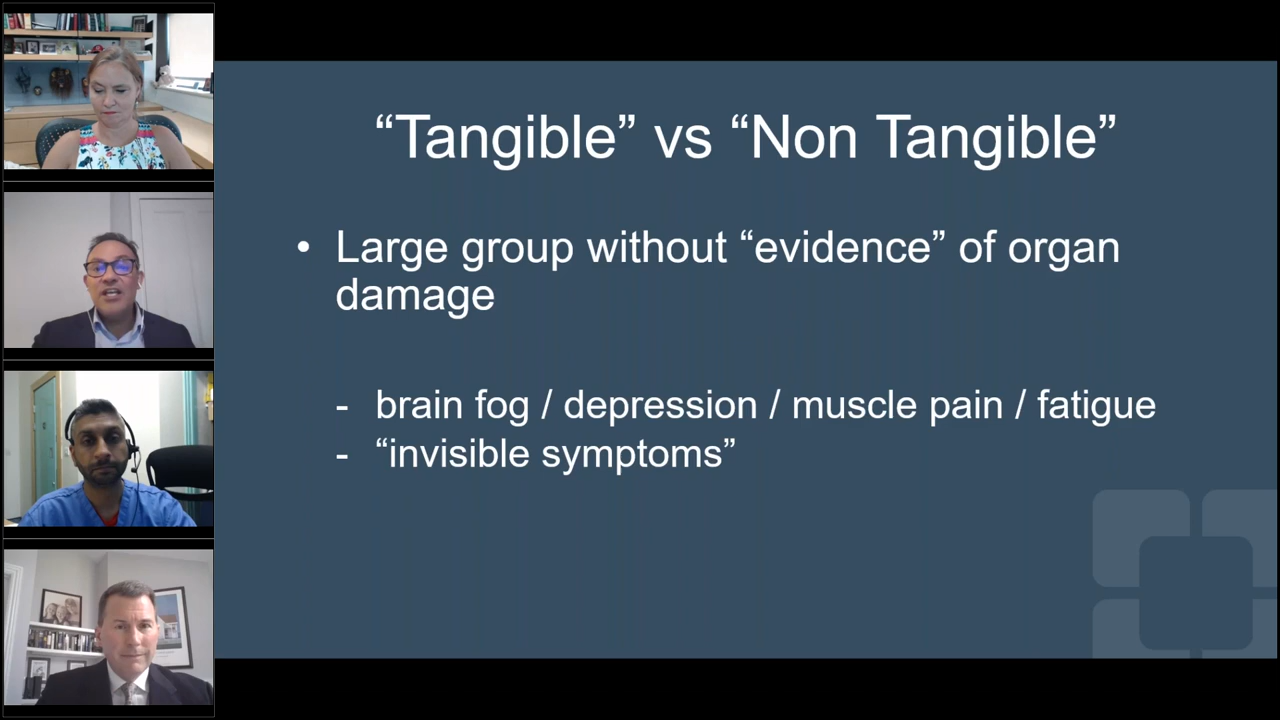 “Tangible” vs “Non Tangible”
• Large group without “evidence” of organ
damage
- brain fog / depression / muscle pain / fatigue
- “invisible symptoms”